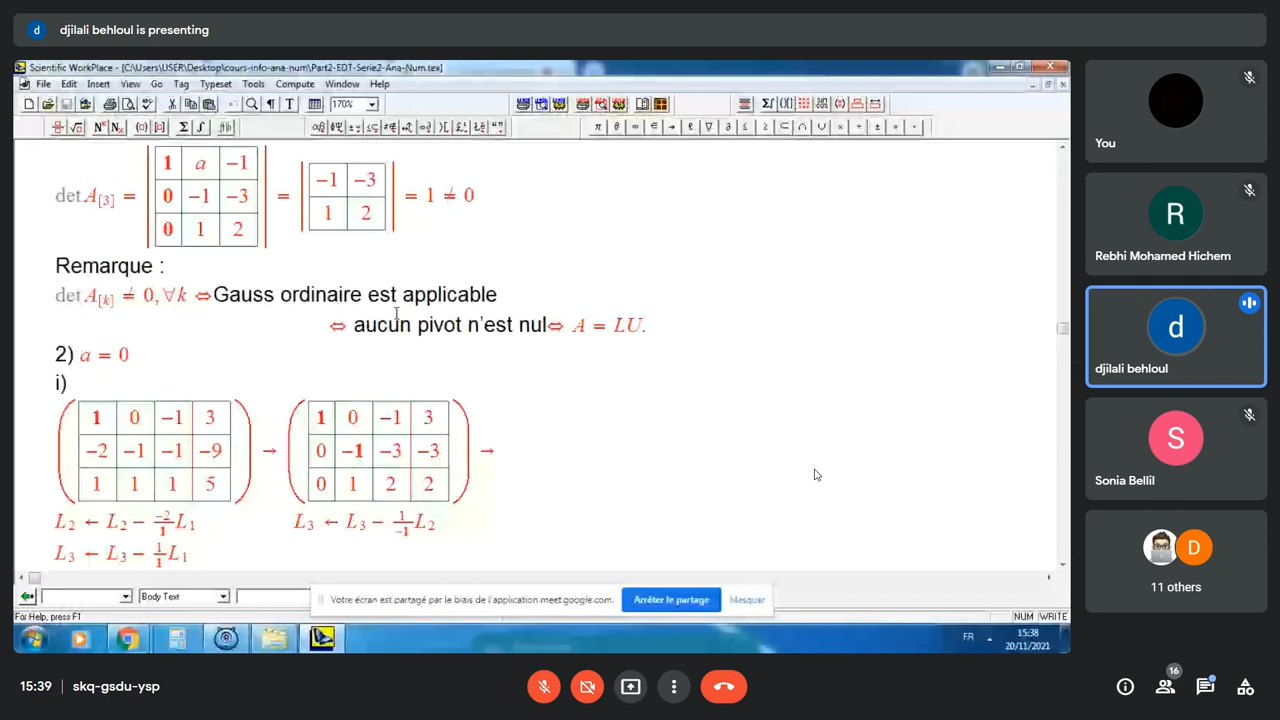 djilali behloul is presenting
Scientific WorkPlace - [C:\Users\USER\Desktop\cours-info-ana-num\Part2-EDT-Serie2-Ana-Num.tex]
File Edit Insert View Go Tag Typeset Tools Compute Window Help
170%
det A[3] = | 1 a −1 | = | −1 −3 | = 1 ≠ 0
0 −1 −3 1 2
0 1 2
Remarque :
det A[k] ≠ 0, ∀k ⇔ Gauss ordinaire est applicable
⇔ aucun pivot n'est nul ⇔ A = LU.
2) a = 0
i)
1 0 −1 3 1 0 −1 3
−2 −1 −1 −9 → 0 −1 −3 −3 →
1 1 1 5 0 1 2 2
L2 ← L2 − −2/1 L1 L3 ← L3 − 1/−1 L2
L3 ← L3 − 1/1 L1
Body Text
Votre écran est partagé par le biais de l'application meet.google.com. Arrêter le partage Masquer
For Help, press F1
NUM WRITE
FR
15:38
20/11/2021
You
R
Rebhi Mohamed Hichem
d
djilali behloul
S
Sonia Bellil
D
11 others
15:39 skq-gsdu-ysp
16